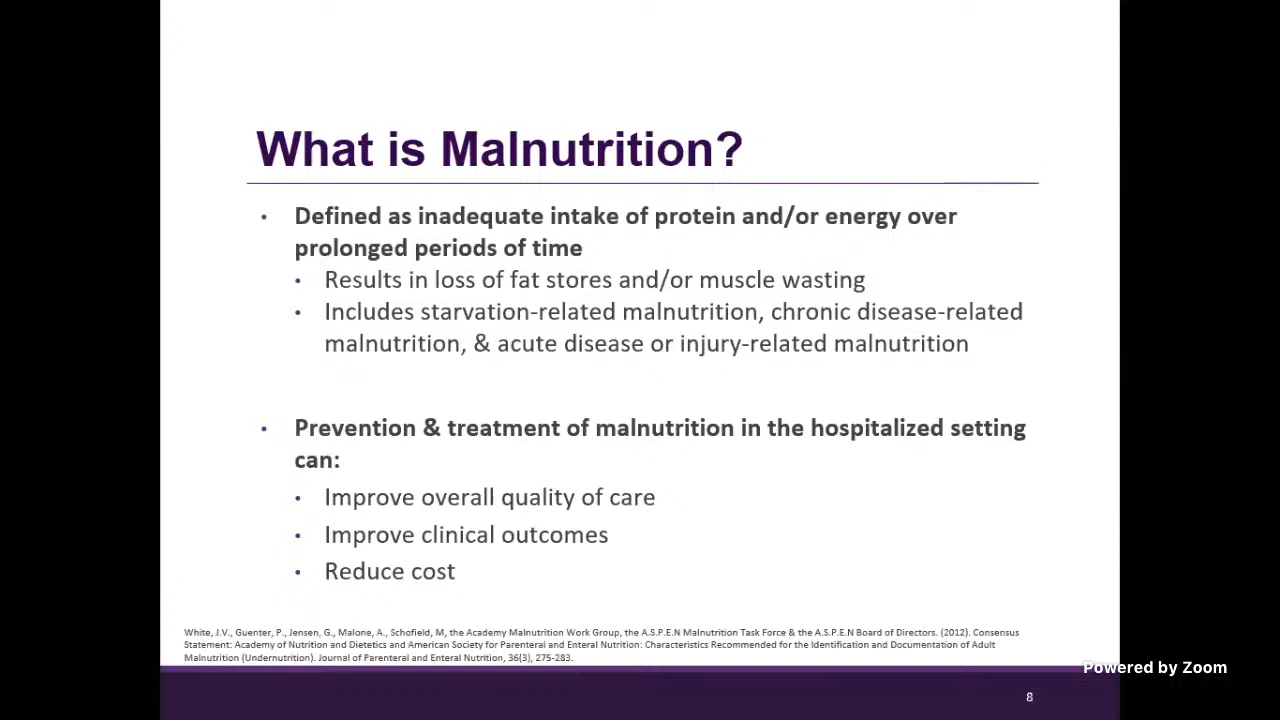 What is Malnutrition?
• Defined as inadequate intake of protein and/or energy over
prolonged periods of time
• Results in loss of fat stores and/or muscle wasting
• Includes starvation-related malnutrition, chronic disease-related
malnutrition, & acute disease or injury-related malnutrition
• Prevention & treatment of malnutrition in the hospitalized setting
can:
• Improve overall quality of care
• Improve clinical outcomes
• Reduce cost
White, J.V., Guenter, P., Jensen, G., Malone, A., Schofield, M, the Academy Malnutrition Work Group, the A.S.P.E.N Malnutrition Task Force & the A.S.P.E.N Board of Directors. (2012). Consensus
Statement: Academy of Nutrition and Dietetics and American Society for Parenteral and Enteral Nutrition: Characteristics Recommended for the Identification and Documentation of Adult
Malnutrition (Undernutrition). Journal of Parenteral and Enteral Nutrition, 36(3), 275-283.
Powered by Zoom
8